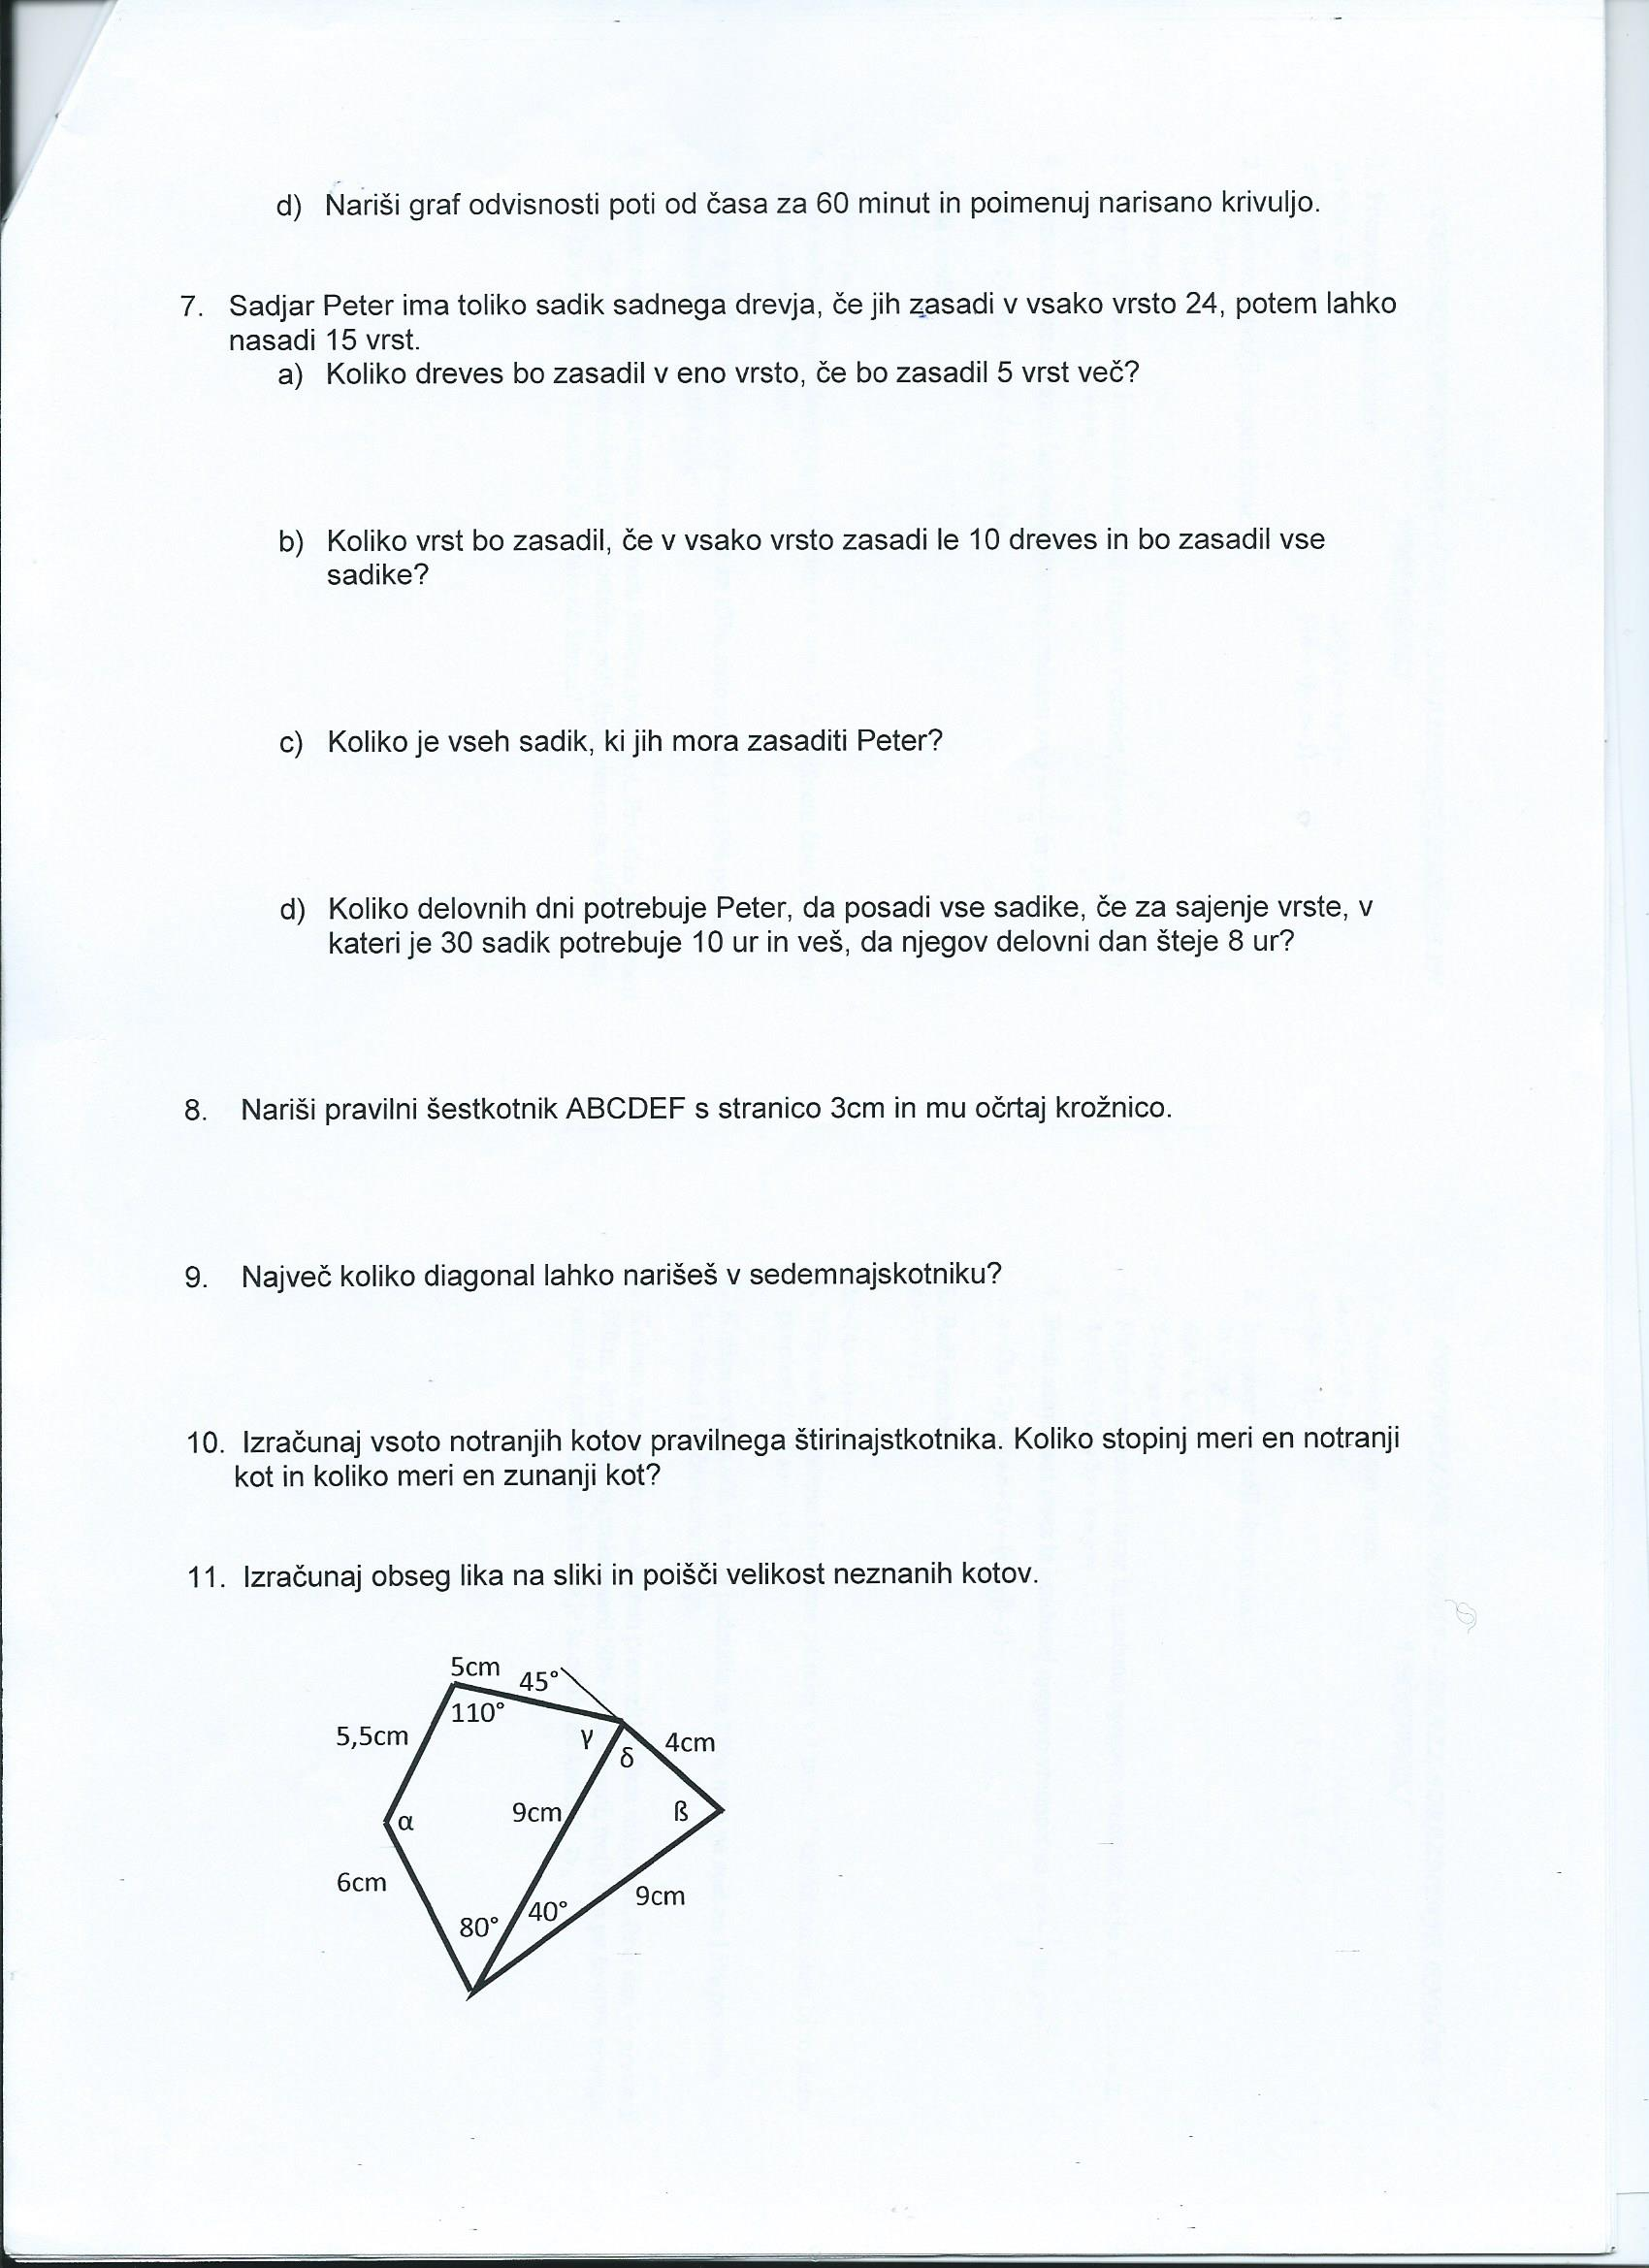 d) Nariši graf odvisnosti poti od časa za 60 minut in poimenuj narisano krivuljo.
7. Sadjar Peter ima toliko sadik sadnega drevja, če jih zasadi v vsako vrsto 24, potem lahko
nasadi 15 vrst.
a) Koliko dreves bo zasadil v eno vrsto, če bo zasadil 5 vrst več?
b) Koliko vrst bo zasadil, če v vsako vrsto zasadi le 10 dreves in bo zasadil vse
sadike?
c) Koliko je vseh sadik, ki jih mora zasaditi Peter?
d) Koliko delovnih dni potrebuje Peter, da posadi vse sadike, če za sajenje vrste, v
kateri je 30 sadik potrebuje 10 ur in veš, da njegov delovni dan šteje 8 ur?
8. Nariši pravilni šestkotnik ABCDEF s stranico 3cm in mu očrtaj krožnico.
9. Največ koliko diagonal lahko narišeš v sedemnajskotniku?
10. Izračunaj vsoto notranjih kotov pravilnega štirinajstkotnika. Koliko stopinj meri en notranji
kot in koliko meri en zunanji kot?
11. Izračunaj obseg lika na sliki in poišči velikost neznanih kotov.
5cm 45°
110°
5,5cm γ 4cm
δ
9cm ß
α
6cm 9cm
40°
80°